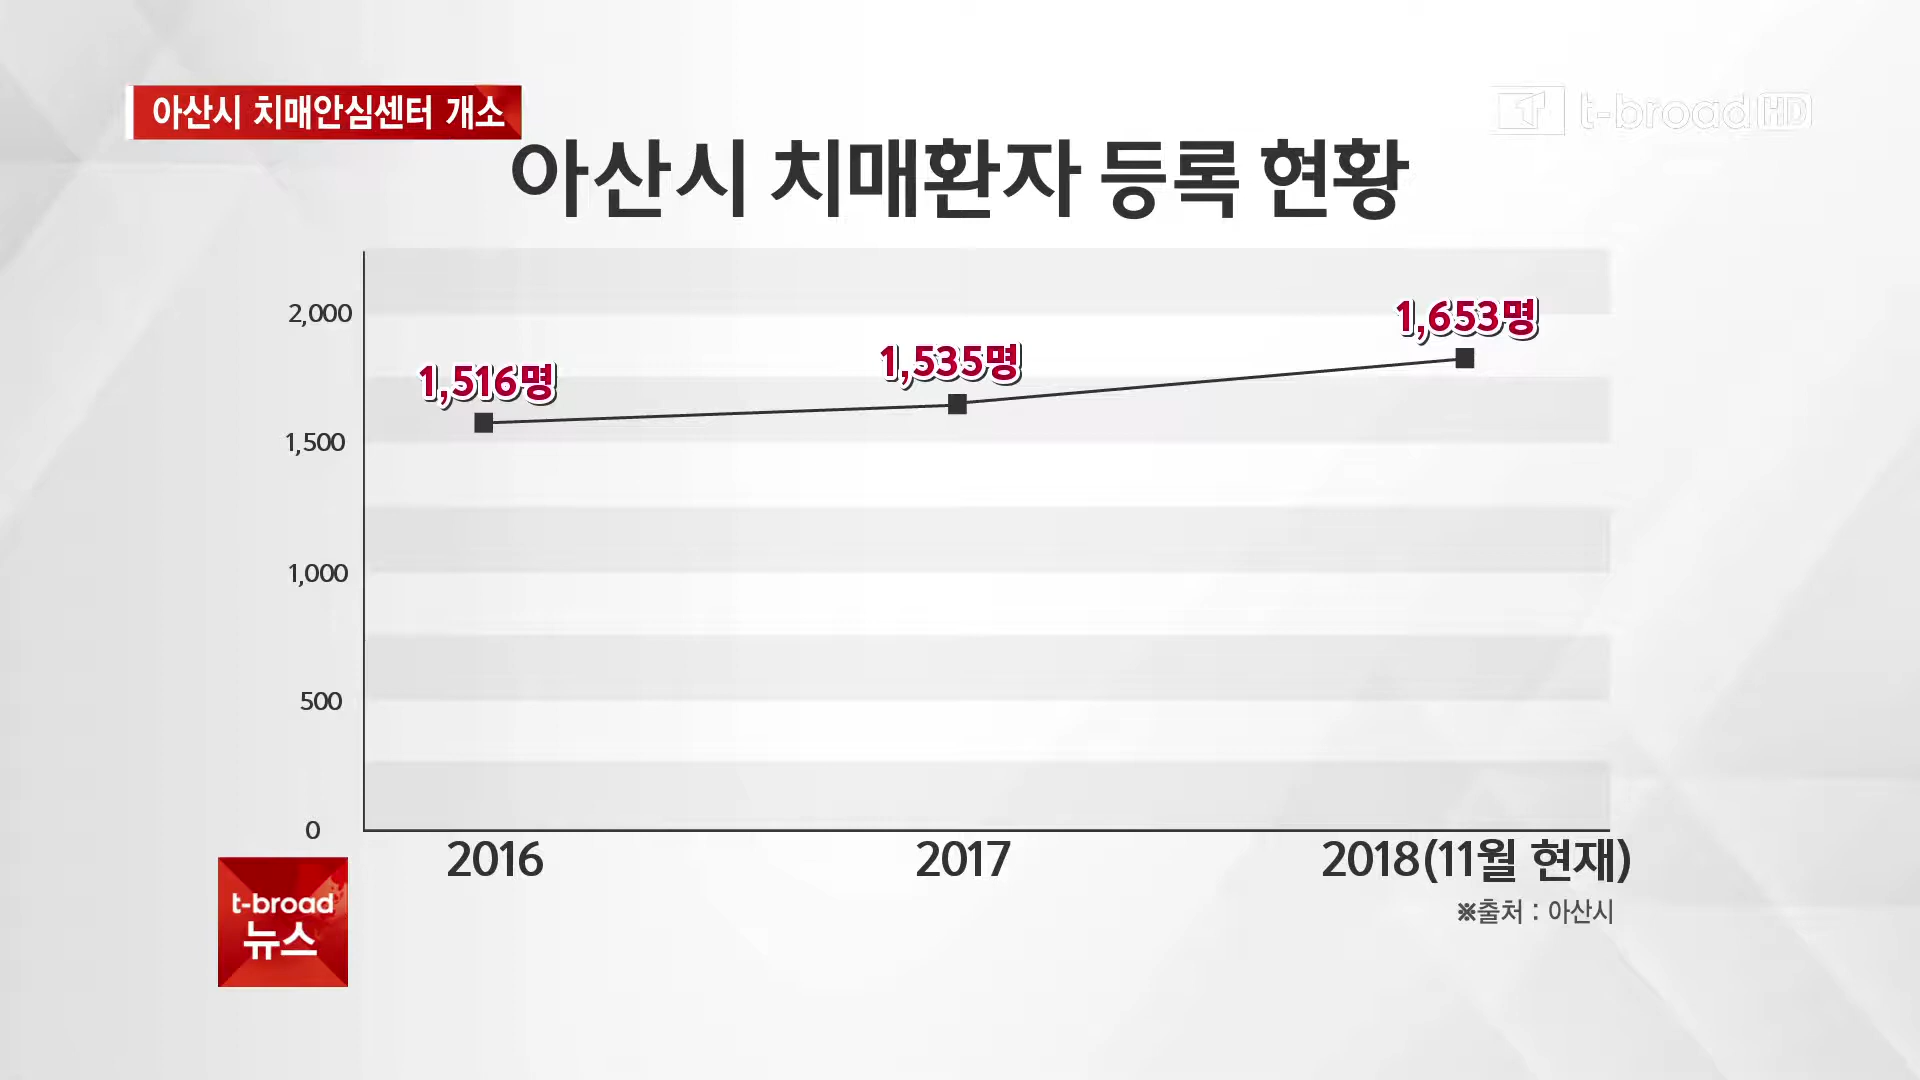 아산시 치매안심센터 개소
t-broad HD
아산시 치매환자 등록 현황
2,000
1,500
1,000
500
0
1,516명
1,535명
1,653명
2016
2017
2018(11월 현재)
※출처 : 아산시
t-broad
뉴스